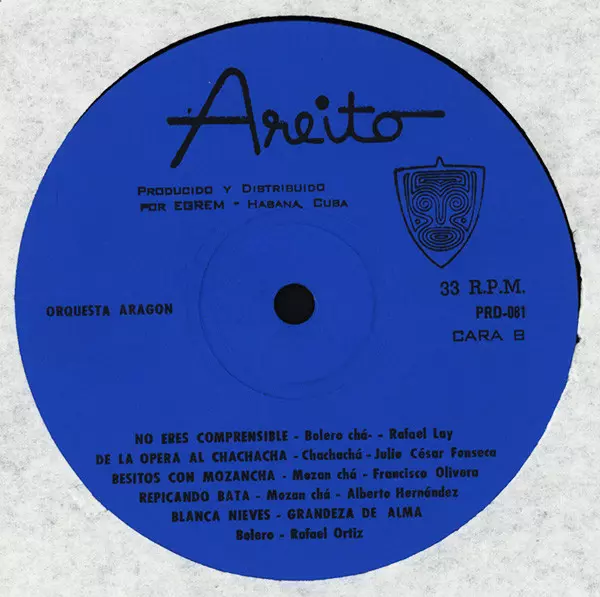 Areito
PRODUCIDO Y DISTRIBUIDO
POR EGREM - HABANA, CUBA
33 R.P.M.
ORQUESTA ARAGON
PRD-081
CARA B
NO ERES COMPRENSIBLE - Bolero chá- - Rafael Lay
DE LA OPERA AL CHACHACHA - Chachachá - Julio César Fonseca
BESITOS CON MOZANCHA - Mozan chá - Francisco Olivera
REPICANDO BATA - Mozan chá - Alberto Hernández
BLANCA NIEVES - GRANDEZA DE ALMA
Bolero - Rafael Ortiz